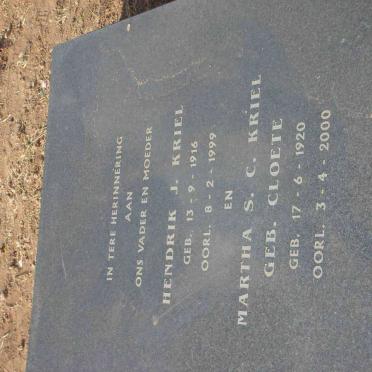 IN TERE HERINNERING
AAN
ONS VADER EN MOEDER
HENDRIK J. KRIEL
GEB. 13 - 9 - 1916
OORL. 8 - 2 - 1999
EN
MARTHA S. C. KRIEL
GEB. CLOETE
GEB. 17 - 6 - 1920
OORL. 3 - 4 - 2000